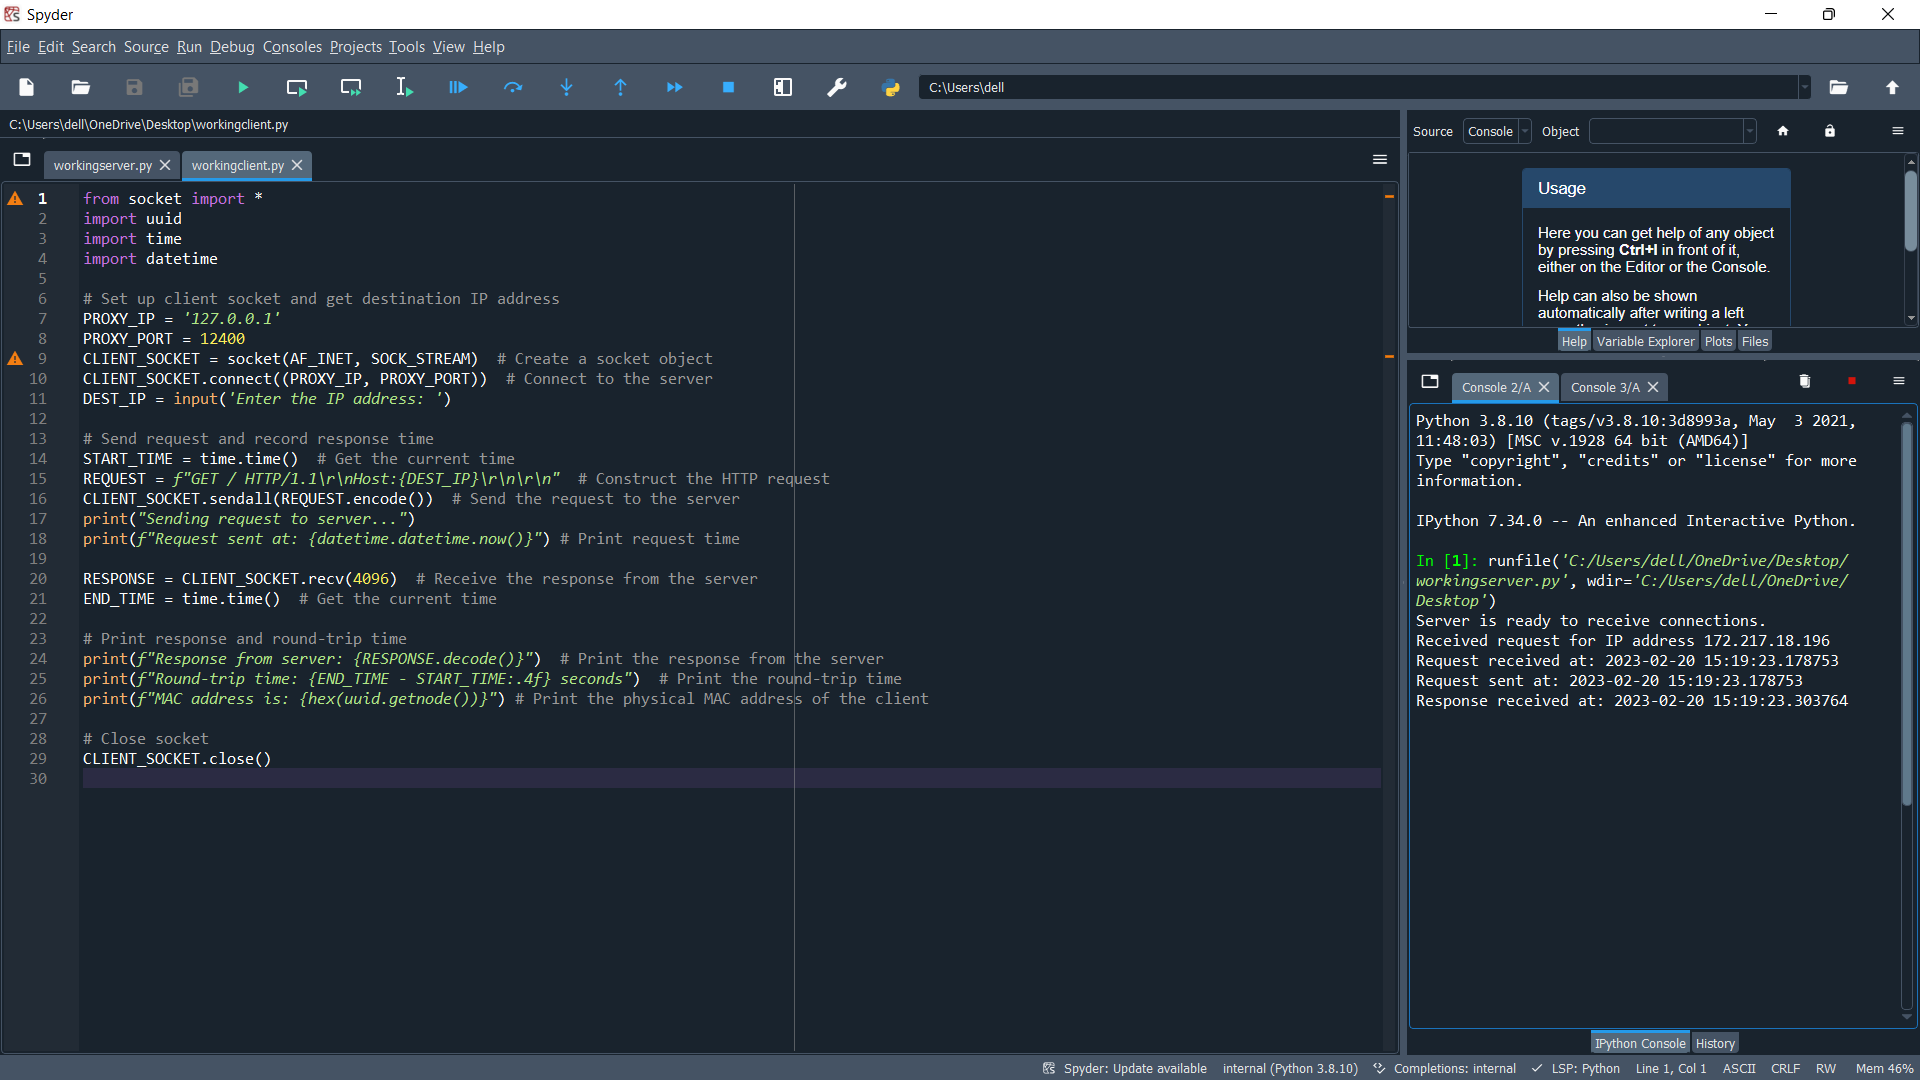 Spyder
File Edit Search Source Run Debug Consoles Projects Tools View Help
C:\Users\dell
C:\Users\dell\OneDrive\Desktop\workingclient.py
workingserver.py
workingclient.py
1 from socket import *
2 import uuid
3 import time
4 import datetime
5
6 # Set up client socket and get destination IP address
7 PROXY_IP = '127.0.0.1'
8 PROXY_PORT = 12400
9 CLIENT_SOCKET = socket(AF_INET, SOCK_STREAM)  # Create a socket object
10 CLIENT_SOCKET.connect((PROXY_IP, PROXY_PORT))  # Connect to the server
11 DEST_IP = input('Enter the IP address: ')
12
13 # Send request and record response time
14 START_TIME = time.time()  # Get the current time
15 REQUEST = f"GET / HTTP/1.1\r\nHost:{DEST_IP}\r\n\r\n"  # Construct the HTTP request
16 CLIENT_SOCKET.sendall(REQUEST.encode())  # Send the request to the server
17 print("Sending request to server...")
18 print(f"Request sent at: {datetime.datetime.now()}") # Print request time
19
20 RESPONSE = CLIENT_SOCKET.recv(4096)  # Receive the response from the server
21 END_TIME = time.time()  # Get the current time
22
23 # Print response and round-trip time
24 print(f"Response from server: {RESPONSE.decode()}")  # Print the response from the server
25 print(f"Round-trip time: {END_TIME - START_TIME:.4f} seconds")  # Print the round-trip time
26 print(f"MAC address is: {hex(uuid.getnode())}") # Print the physical MAC address of the client
27
28 # Close socket
29 CLIENT_SOCKET.close()
30
Source Console Object
Usage
Here you can get help of any object
by pressing Ctrl+I in front of it,
either on the Editor or the Console.
Help can also be shown
automatically after writing a left
Help Variable Explorer Plots Files
Console 2/A Console 3/A
Python 3.8.10 (tags/v3.8.10:3d8993a, May  3 2021,
11:48:03) [MSC v.1928 64 bit (AMD64)]
Type "copyright", "credits" or "license" for more
information.
IPython 7.34.0 -- An enhanced Interactive Python.
In [1]: runfile('C:/Users/dell/OneDrive/Desktop/
workingserver.py', wdir='C:/Users/dell/OneDrive/
Desktop')
Server is ready to receive connections.
Received request for IP address 172.217.18.196
Request received at: 2023-02-20 15:19:23.178753
Request sent at: 2023-02-20 15:19:23.178753
Response received at: 2023-02-20 15:19:23.303764
IPython Console History
Spyder: Update available internal (Python 3.8.10) Completions: internal LSP: Python Line 1, Col 1 ASCII CRLF RW Mem 46%